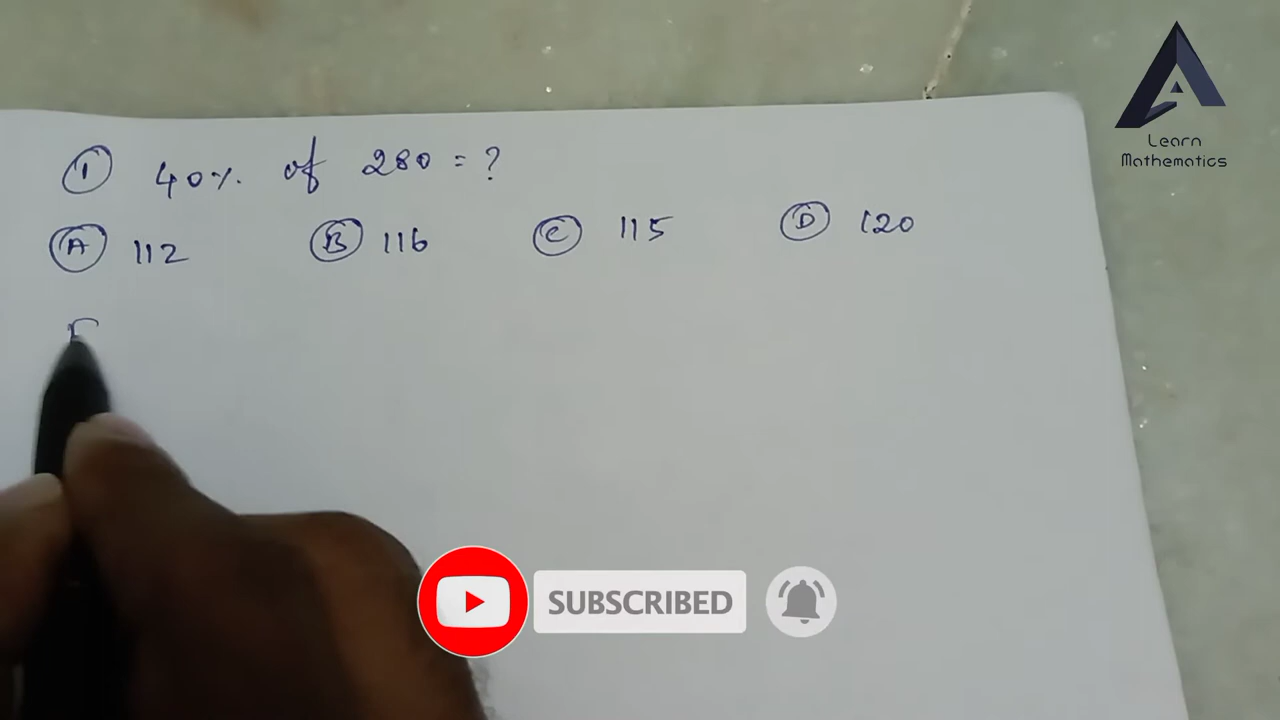 ① 40% of 280 = ?
Ⓐ 112 Ⓑ 116 Ⓒ 115 Ⓓ 120
Learn
Mathematics
SUBSCRIBED